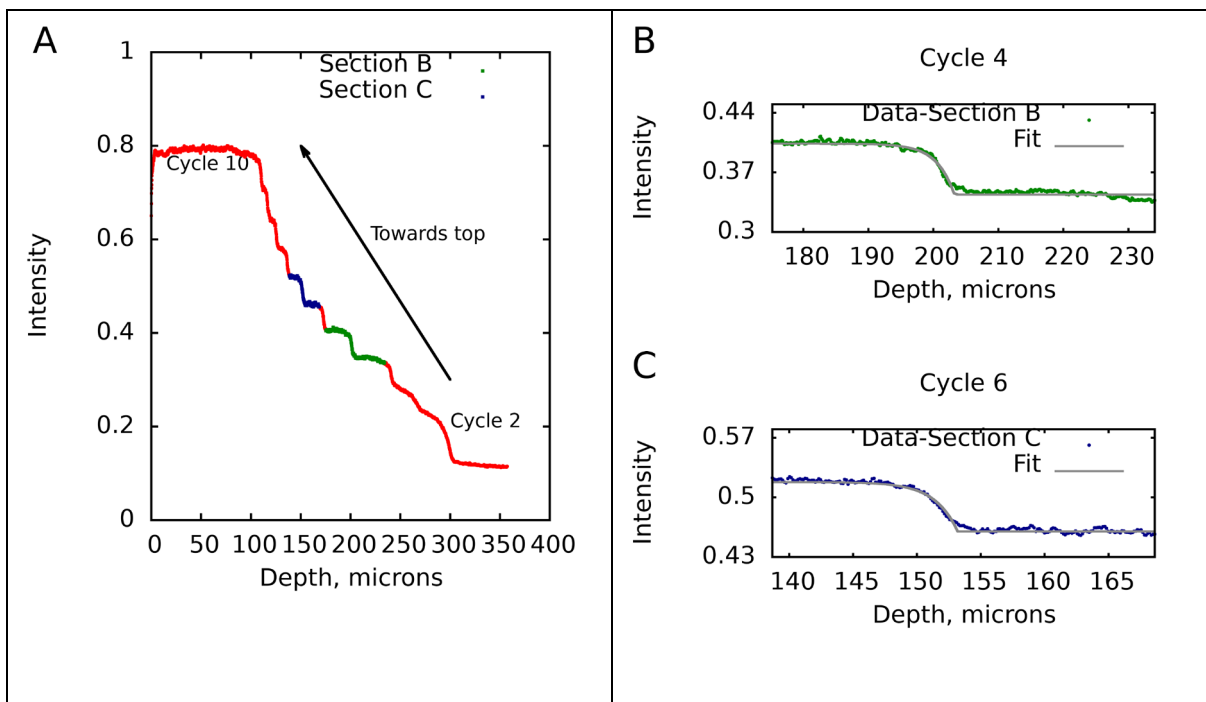 A
1
0.8
0.6
0.4
0.2
0
Intensity
Section B
Section C
Cycle 10
Towards top
Cycle 2
0 50 100 150 200 250 300 350 400
Depth, microns
B
Cycle 4
0.44
0.37
0.3
Intensity
Data-Section B
Fit
180 190 200 210 220 230
Depth, microns
C
Cycle 6
0.57
0.5
0.43
Intensity
Data-Section C
Fit
140 145 150 155 160 165
Depth, microns